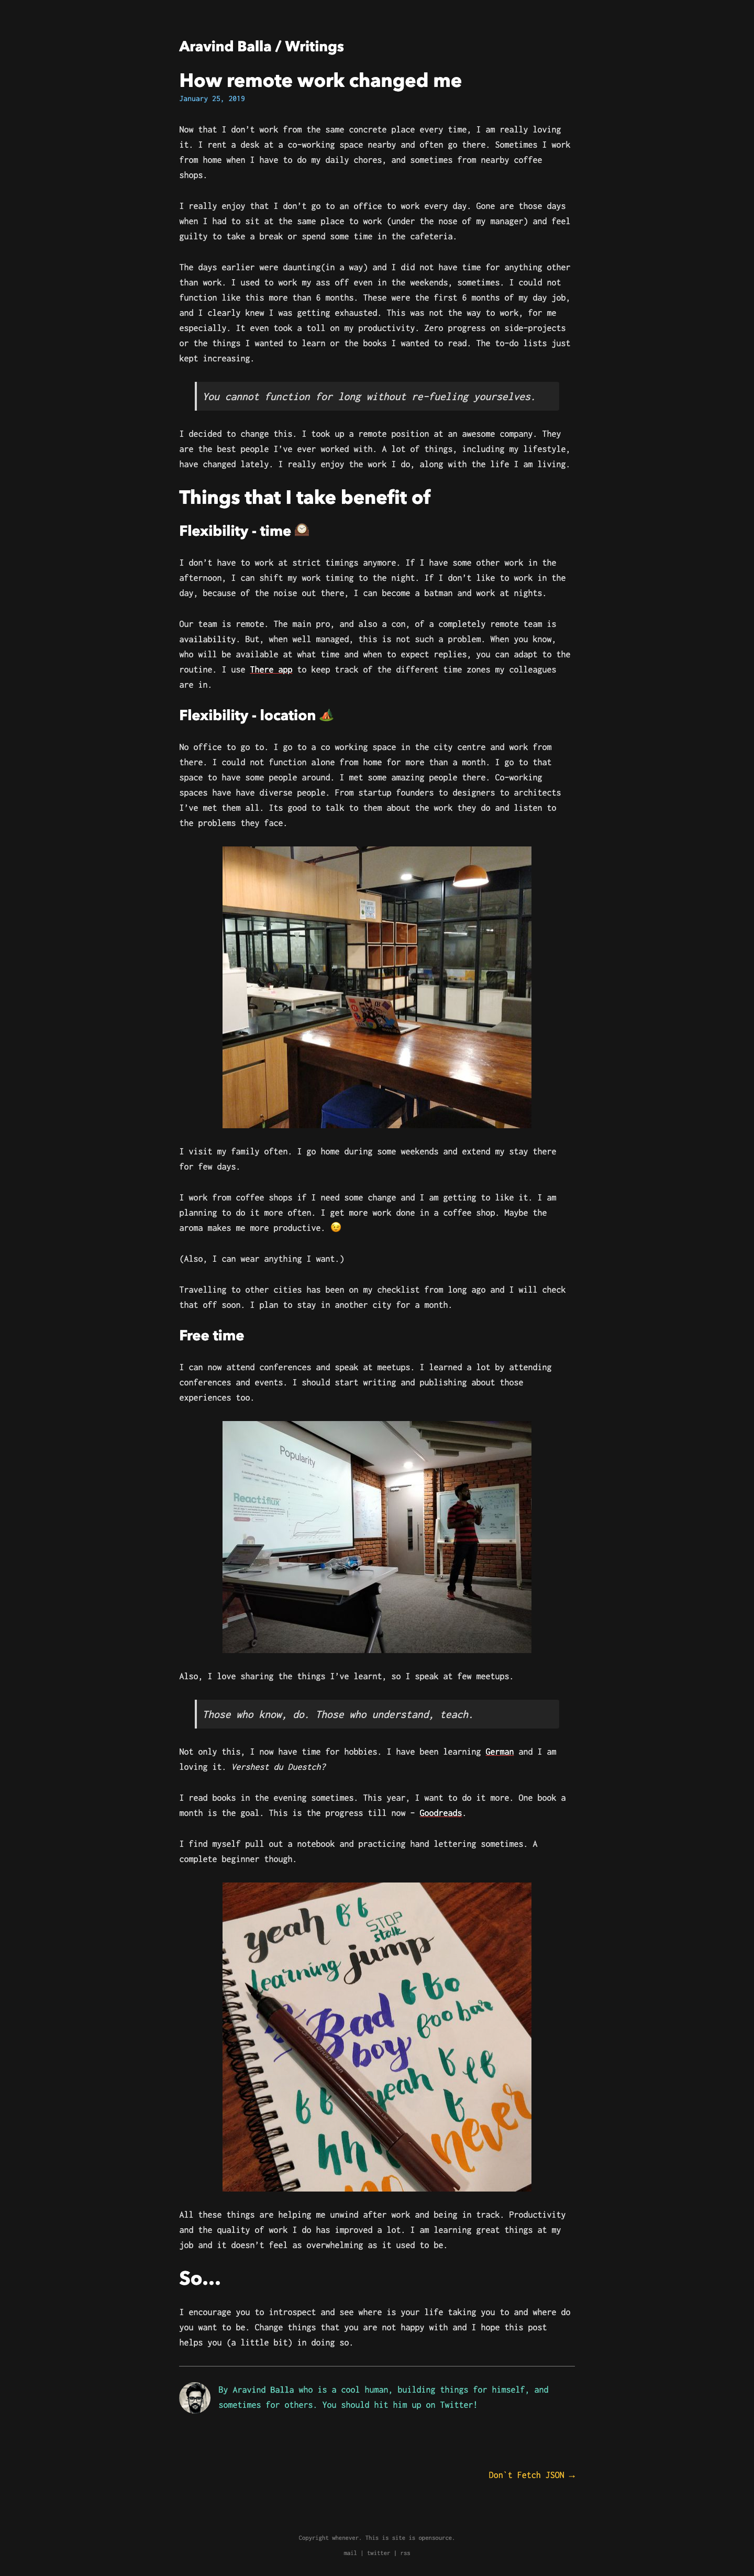 Aravind Balla / Writings
How remote work changed me
January 25, 2019
Now that I don't work from the same concrete place every time, I am really loving
it. I rent a desk at a co-working space nearby and often go there. Sometimes I work
from home when I have to do my daily chores, and sometimes from nearby coffee
shops.
I really enjoy that I don't go to an office to work every day. Gone are those days
when I had to sit at the same place to work (under the nose of my manager) and feel
guilty to take a break or spend some time in the cafeteria.
The days earlier were daunting(in a way) and I did not have time for anything other
than work. I used to work my ass off even in the weekends, sometimes. I could not
function like this more than 6 months. These were the first 6 months of my day job,
and I clearly knew I was getting exhausted. This was not the way to work, for me
especially. It even took a toll on my productivity. Zero progress on side-projects
or the things I wanted to learn or the books I wanted to read. The to-do lists just
kept increasing.
You cannot function for long without re-fueling yourselves.
I decided to change this. I took up a remote position at an awesome company. They
are the best people I've ever worked with. A lot of things, including my lifestyle,
have changed lately. I really enjoy the work I do, along with the life I am living.
Things that I take benefit of
Flexibility - time 🕰
I don't have to work at strict timings anymore. If I have some other work in the
afternoon, I can shift my work timing to the night. If I don't like to work in the
day, because of the noise out there, I can become a batman and work at nights.
Our team is remote. The main pro, and also a con, of a completely remote team is
availability. But, when well managed, this is not such a problem. When you know,
who will be available at what time and when to expect replies, you can adapt to the
routine. I use There app to keep track of the different time zones my colleagues
are in.
Flexibility - location 🏕
No office to go to. I go to a co working space in the city centre and work from
there. I could not function alone from home for more than a month. I go to that
space to have some people around. I met some amazing people there. Co-working
spaces have have diverse people. From startup founders to designers to architects
I've met them all. Its good to talk to them about the work they do and listen to
the problems they face.
I visit my family often. I go home during some weekends and extend my stay there
for few days.
I work from coffee shops if I need some change and I am getting to like it. I am
planning to do it more often. I get more work done in a coffee shop. Maybe the
aroma makes me more productive. 😉
(Also, I can wear anything I want.)
Travelling to other cities has been on my checklist from long ago and I will check
that off soon. I plan to stay in another city for a month.
Free time
I can now attend conferences and speak at meetups. I learned a lot by attending
conferences and events. I should start writing and publishing about those
experiences too.
Popularity
Reactiflux
Also, I love sharing the things I've learnt, so I speak at few meetups.
Those who know, do. Those who understand, teach.
Not only this, I now have time for hobbies. I have been learning German and I am
loving it. Vershest du Duestch?
I read books in the evening sometimes. This year, I want to do it more. One book a
month is the goal. This is the progress till now - Goodreads.
I find myself pull out a notebook and practicing hand lettering sometimes. A
complete beginner though.
yeah
STOP
stalk
learning jump
Bad
boy
foo bar
yeah
never
All these things are helping me unwind after work and being in track. Productivity
and the quality of work I do has improved a lot. I am learning great things at my
job and it doesn't feel as overwhelming as it used to be.
So...
I encourage you to introspect and see where is your life taking you to and where do
you want to be. Change things that you are not happy with and I hope this post
helps you (a little bit) in doing so.
By Aravind Balla who is a cool human, building things for himself, and
sometimes for others. You should hit him up on Twitter!
Don`t Fetch JSON →
Copyright whenever. This is site is opensource.
mail | twitter | rss